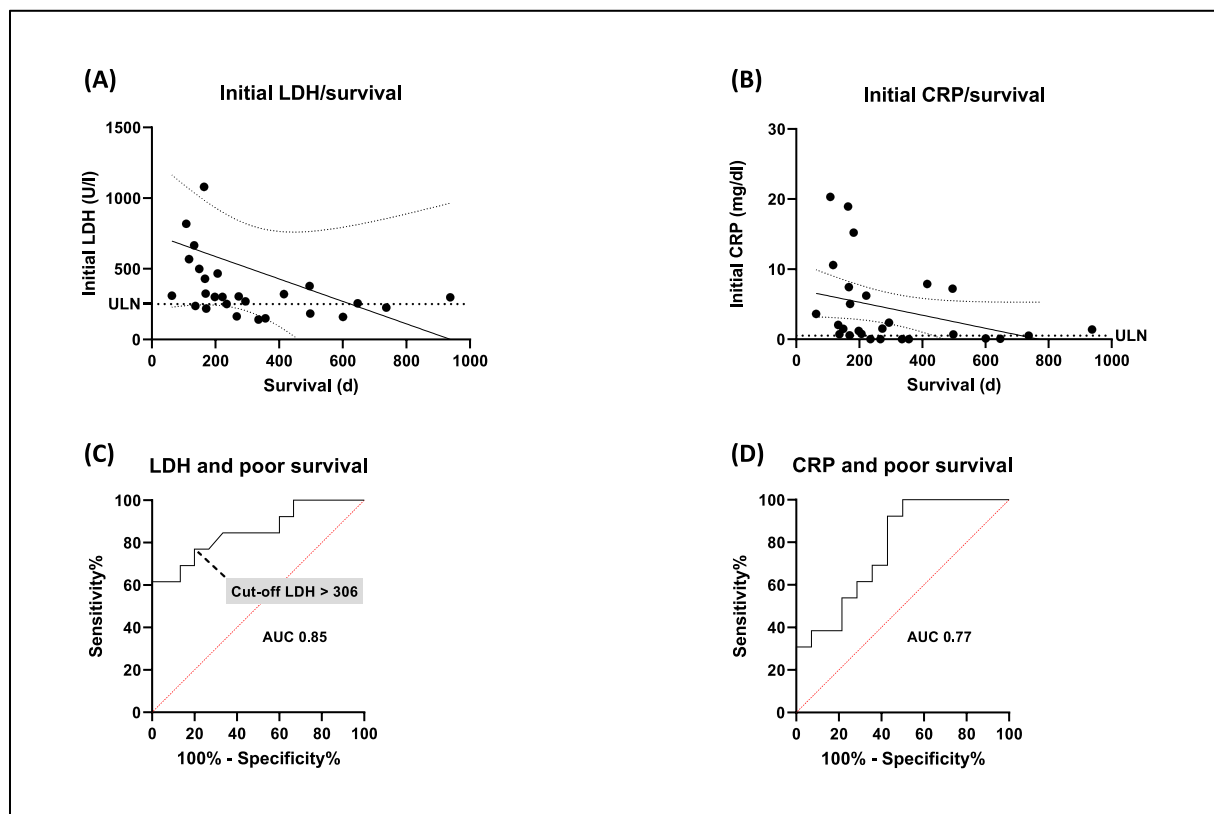 (A)
Initial LDH/survival
1500
1000
500
ULN
0
Initial LDH (U/l)
0 200 400 600 800 1000
Survival (d)
(B)
Initial CRP/survival
30
20
10
0
ULN
Initial CRP (mg/dl)
0 200 400 600 800 1000
Survival (d)
(C)
LDH and poor survival
100
80
60
40
20
0
Sensitivity%
Cut-off LDH > 306
AUC 0.85
0 20 40 60 80 100
100% - Specificity%
(D)
CRP and poor survival
100
80
60
40
20
0
Sensitivity%
AUC 0.77
0 20 40 60 80 100
100% - Specificity%